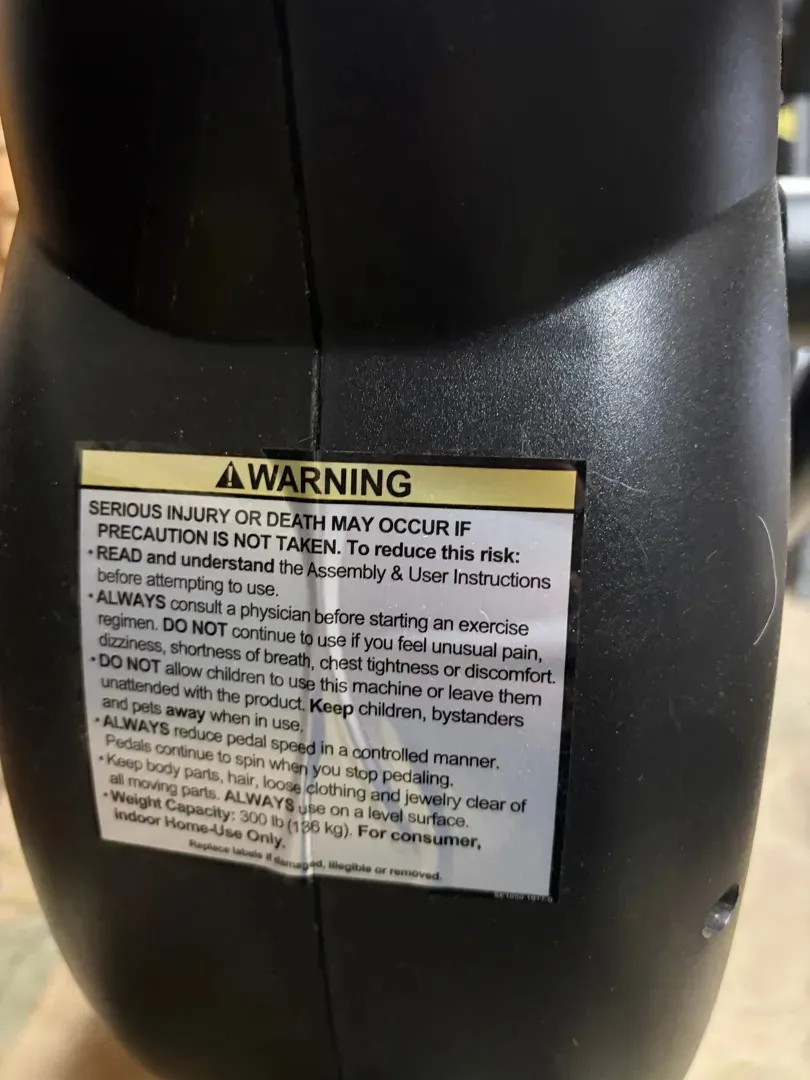 WARNING
SERIOUS INJURY OR DEATH MAY OCCUR IF
PRECAUTION IS NOT TAKEN. To reduce this risk:
• READ and understand the Assembly & User Instructions
before attempting to use.
• ALWAYS consult a physician before starting an exercise
regimen. DO NOT continue to use if you feel unusual pain,
dizziness, shortness of breath, chest tightness or discomfort.
• DO NOT allow children to use this machine or leave them
unattended with the product. Keep children, bystanders
and pets away when in use.
• ALWAYS reduce pedal speed in a controlled manner.
Pedals continue to spin when you stop pedaling.
• Keep body parts, hair, loose clothing and jewelry clear of
all moving parts. ALWAYS use on a level surface.
• Weight Capacity: 300 lb (136 kg). For consumer,
indoor Home-Use Only.
Replace labels if damaged, illegible or removed.